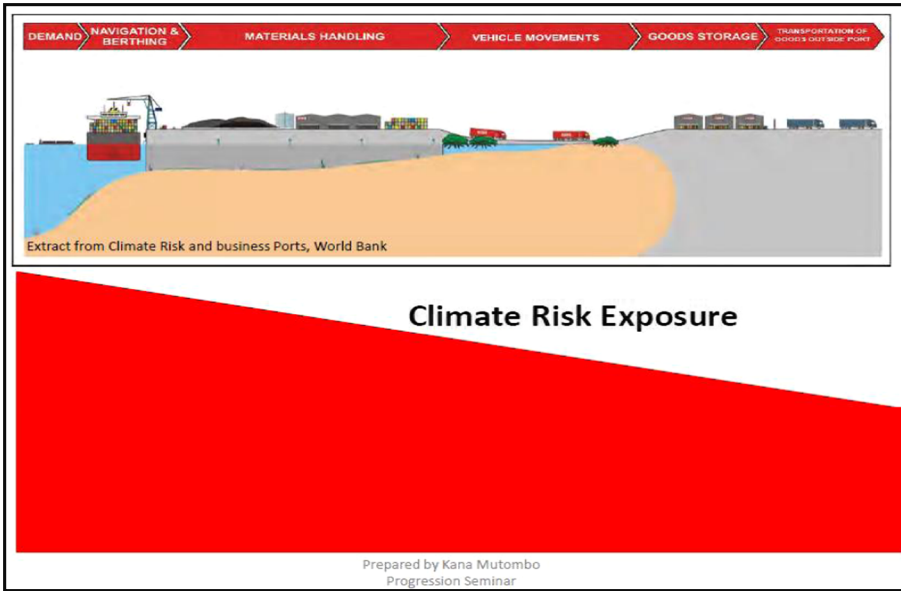 DEMAND
NAVIGATION &
BERTHING
MATERIALS HANDLING
VEHICLE MOVEMENTS
GOODS STORAGE
TRANSPORTATION OF
GOODS OUTSIDE PORT
Extract from Climate Risk and business Ports, World Bank
Climate Risk Exposure
Prepared by Kana Mutombo
Progression Seminar